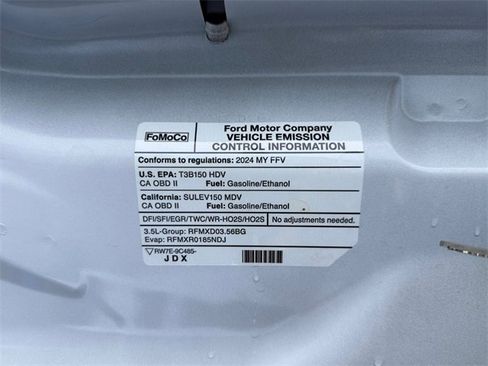 FoMoCo
Ford Motor Company
VEHICLE EMISSION
CONTROL INFORMATION
Conforms to regulations: 2024 MY FFV
U.S. EPA: T3B150 HDV
CA OBD II Fuel: Gasoline/Ethanol
California: SULEV150 MDV
CA OBD II Fuel: Gasoline/Ethanol
DFI/SFI/EGR/TWC/WR-HO2S/HO2S No adjustments needed.
3.5L-Group: RFMXD03.56BG
Evap: RFMXR0185NDJ
RW7E-9C485-
JDX